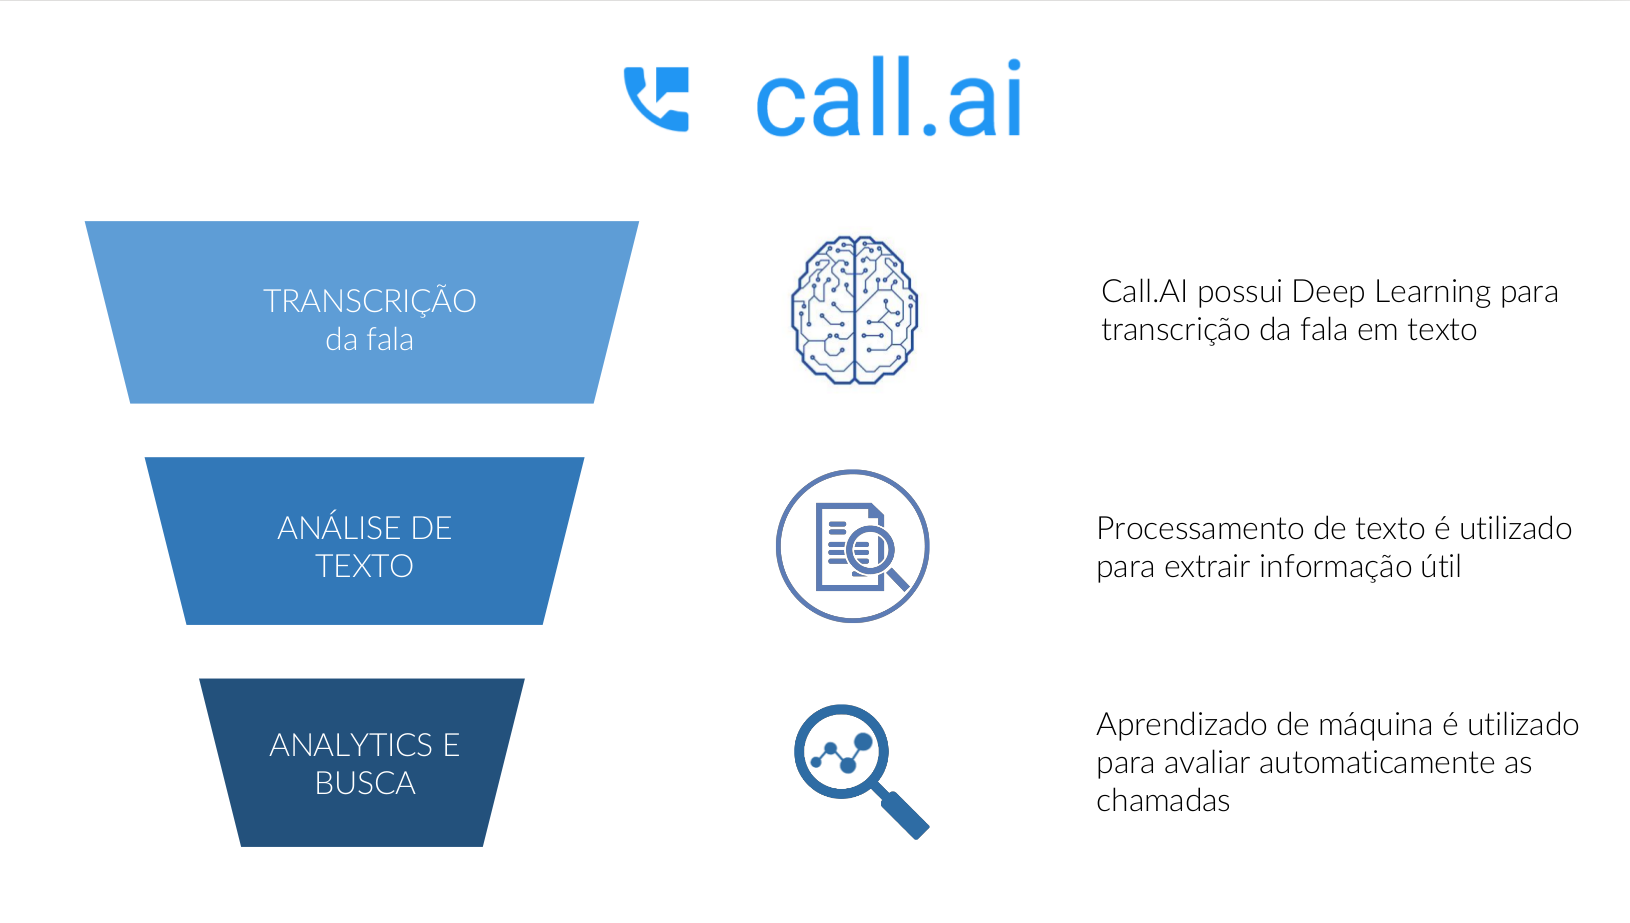 call.ai
TRANSCRIÇÃO
da fala
Call.AI possui Deep Learning para
transcrição da fala em texto
ANÁLISE DE
TEXTO
Processamento de texto é utilizado
para extrair informação útil
ANALYTICS E
BUSCA
Aprendizado de máquina é utilizado
para avaliar automaticamente as
chamadas